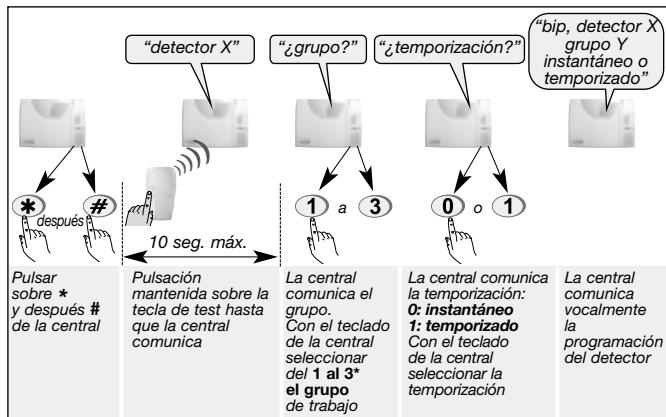 “detector X”
“¿grupo?”
“¿temporización?”
“bip, detector X
grupo Y
instantáneo o
temporizado”
* después #
10 seg. máx.
1 a 3
0 o 1
Pulsar
sobre *
y después #
de la central
Pulsación
mantenida sobre la
tecla de test hasta
que la central
comunica
La central
comunica el
grupo.
Con el teclado
de la central
seleccionar
del 1 al 3*
el grupo
de trabajo
La central comunica
la temporización:
0: instantáneo
1: temporizado
Con el teclado
de la central
seleccionar la
temporización
La central
comunica
vocalmente
la
programación
del detector